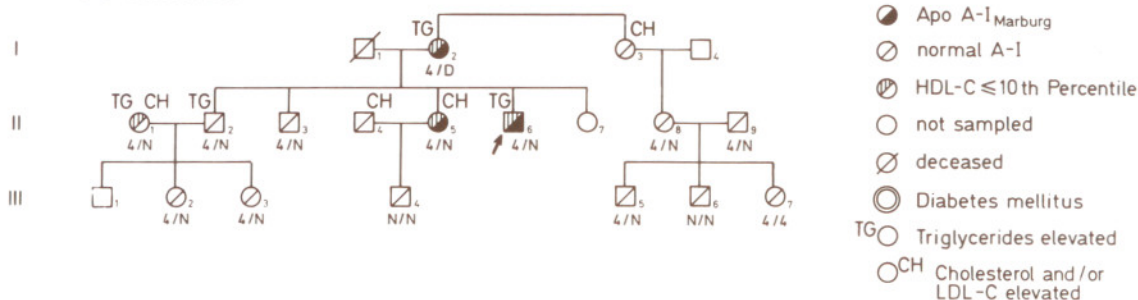 TG CH
I 1 2 3 4
4/D
TG CH TG CH CH TG
II 1 2 3 4 5 6 7 8 9
4/N 4/N 4/N 4/N 4/N 4/N 4/N
III 1 2 3 4 5 6 7
4/N 4/N N/N 4/N N/N 4/4
Apo A-I Marburg
normal A-I
HDL-C ≤ 10th Percentile
not sampled
deceased
Diabetes mellitus
TG Triglycerides elevated
CH Cholesterol and/or
LDL-C elevated